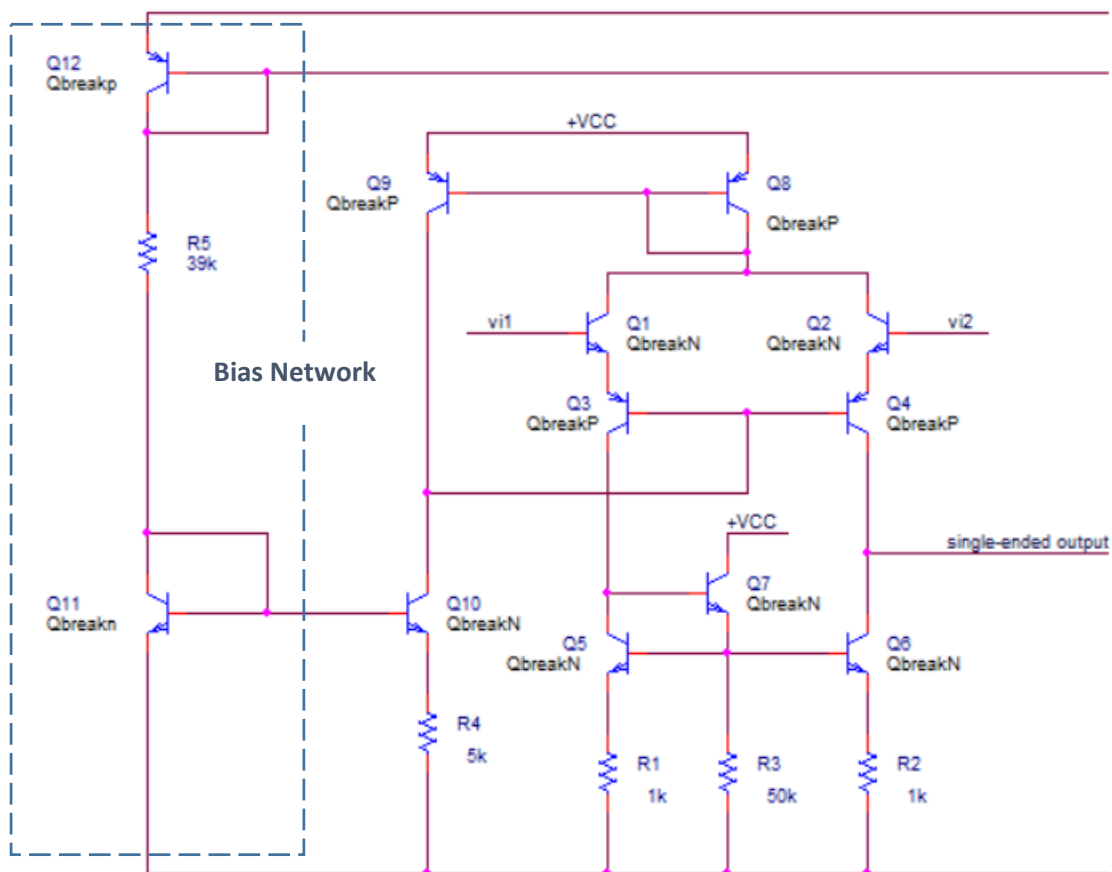 Q12
Qbreakp
+VCC
Q9
QbreakP
Q8
QbreakP
R5
39k
vi1
Q1
QbreakN
Q2
QbreakN
vi2
Bias Network
Q3
QbreakP
Q4
QbreakP
+VCC
single-ended output
Q11
Qbreakn
Q10
QbreakN
Q7
QbreakN
Q5
QbreakN
Q6
QbreakN
R4
5k
R1
1k
R3
50k
R2
1k